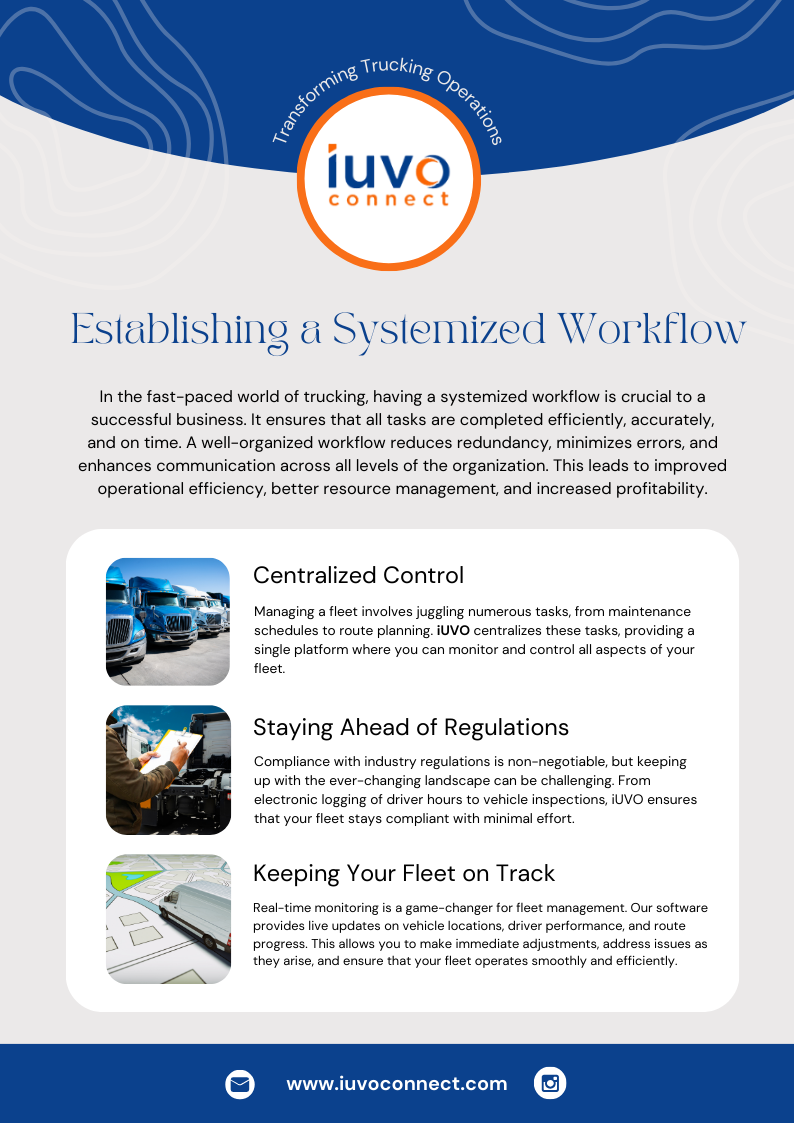 Transforming Trucking Operations
iuvo
connect
Establishing a Systemized Workflow
In the fast-paced world of trucking, having a systemized workflow is crucial to a
successful business. It ensures that all tasks are completed efficiently, accurately,
and on time. A well-organized workflow reduces redundancy, minimizes errors, and
enhances communication across all levels of the organization. This leads to improved
operational efficiency, better resource management, and increased profitability.
Centralized Control
Managing a fleet involves juggling numerous tasks, from maintenance
schedules to route planning. iUVO centralizes these tasks, providing a
single platform where you can monitor and control all aspects of your
fleet.
Staying Ahead of Regulations
Compliance with industry regulations is non-negotiable, but keeping
up with the ever-changing landscape can be challenging. From
electronic logging of driver hours to vehicle inspections, iUVO ensures
that your fleet stays compliant with minimal effort.
Keeping Your Fleet on Track
Real-time monitoring is a game-changer for fleet management. Our software
provides live updates on vehicle locations, driver performance, and route
progress. This allows you to make immediate adjustments, address issues as
they arise, and ensure that your fleet operates smoothly and efficiently.
www.iuvoconnect.com